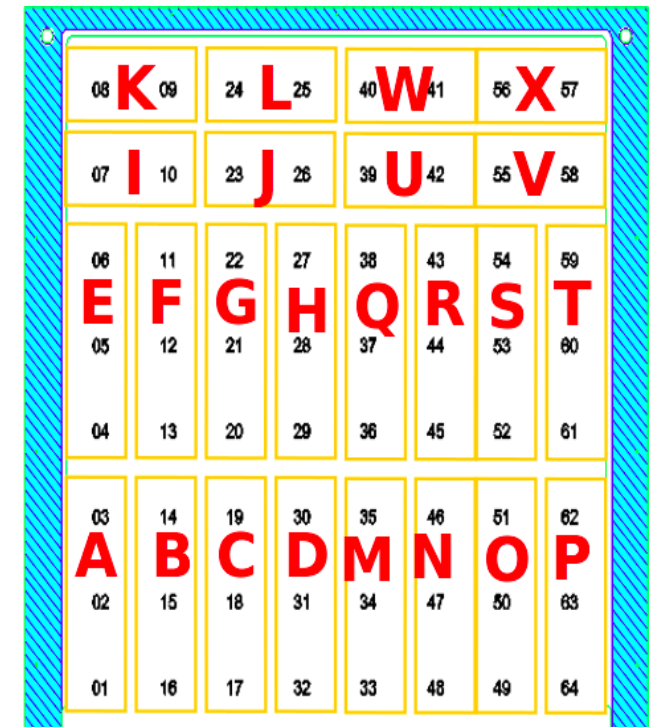 08 K 09 24 L 25 40 W 41 56 X 57
07 I 10 23 J 26 39 U 42 55 V 58
06 11 22 27 38 43 54 59
E F G H Q R S T
05 12 21 28 37 44 53 60
04 13 20 29 36 45 52 61
03 14 19 30 35 46 51 62
A B C D M N O P
02 15 18 31 34 47 50 63
01 16 17 32 33 48 49 64